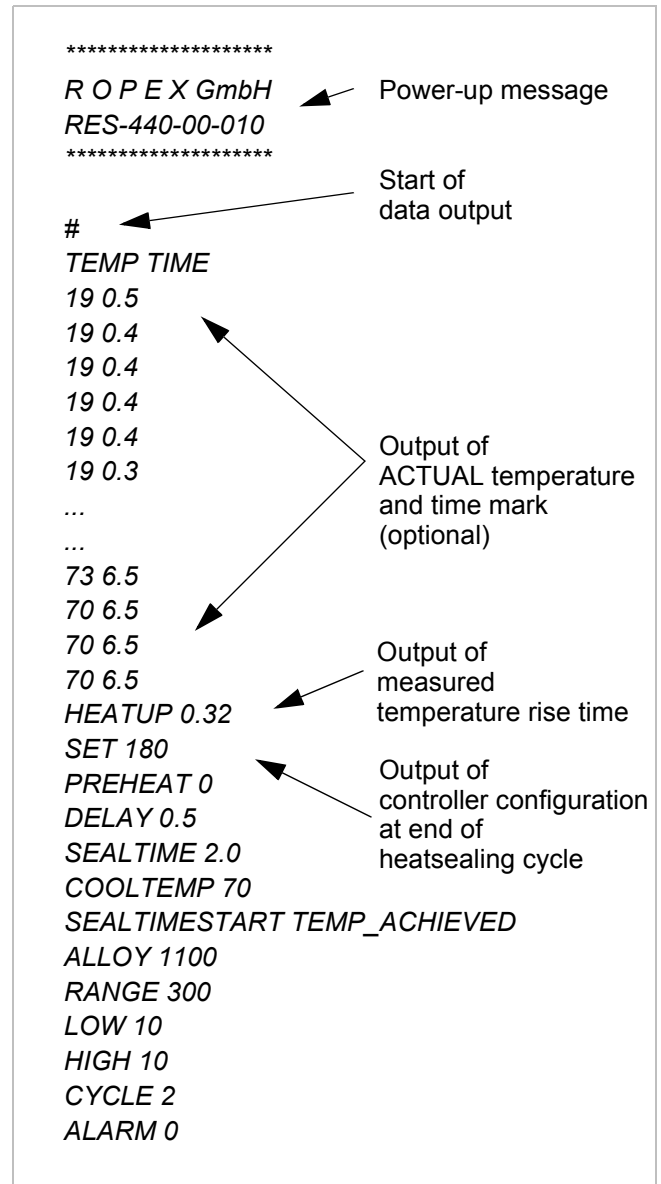 ********************
R O P E X GmbH
RES-440-00-010
********************
Power-up message
Start of
data output
#
TEMP TIME
19 0.5
19 0.4
19 0.4
19 0.4
19 0.4
19 0.3
...
...
73 6.5
70 6.5
70 6.5
70 6.5
Output of
ACTUAL temperature
and time mark
(optional)
HEATUP 0.32
Output of
measured
temperature rise time
SET 180
PREHEAT 0
DELAY 0.5
SEALTIME 2.0
COOLTEMP 70
SEALTIMESTART TEMP_ACHIEVED
ALLOY 1100
RANGE 300
LOW 10
HIGH 10
CYCLE 2
ALARM 0
Output of
controller configuration
at end of
heatsealing cycle